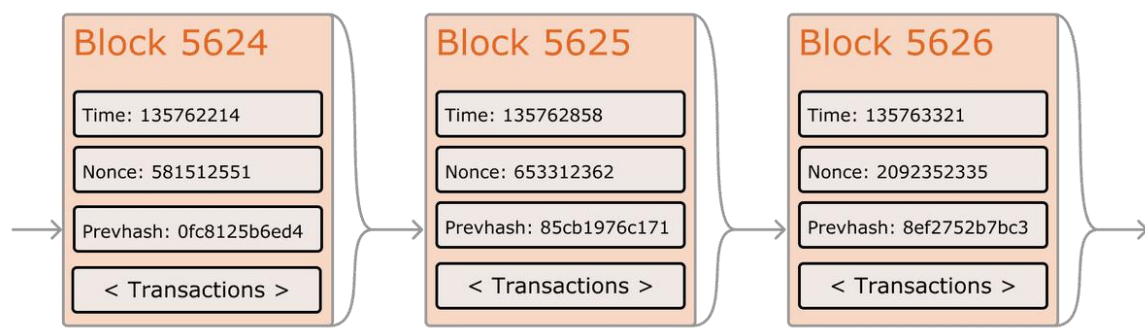 Block 5624
Time: 135762214
Nonce: 581512551
Prevhash: 0fc8125b6ed4
< Transactions >
Block 5625
Time: 135762858
Nonce: 653312362
Prevhash: 85cb1976c171
< Transactions >
Block 5626
Time: 135763321
Nonce: 2092352335
Prevhash: 8ef2752b7bc3
< Transactions >